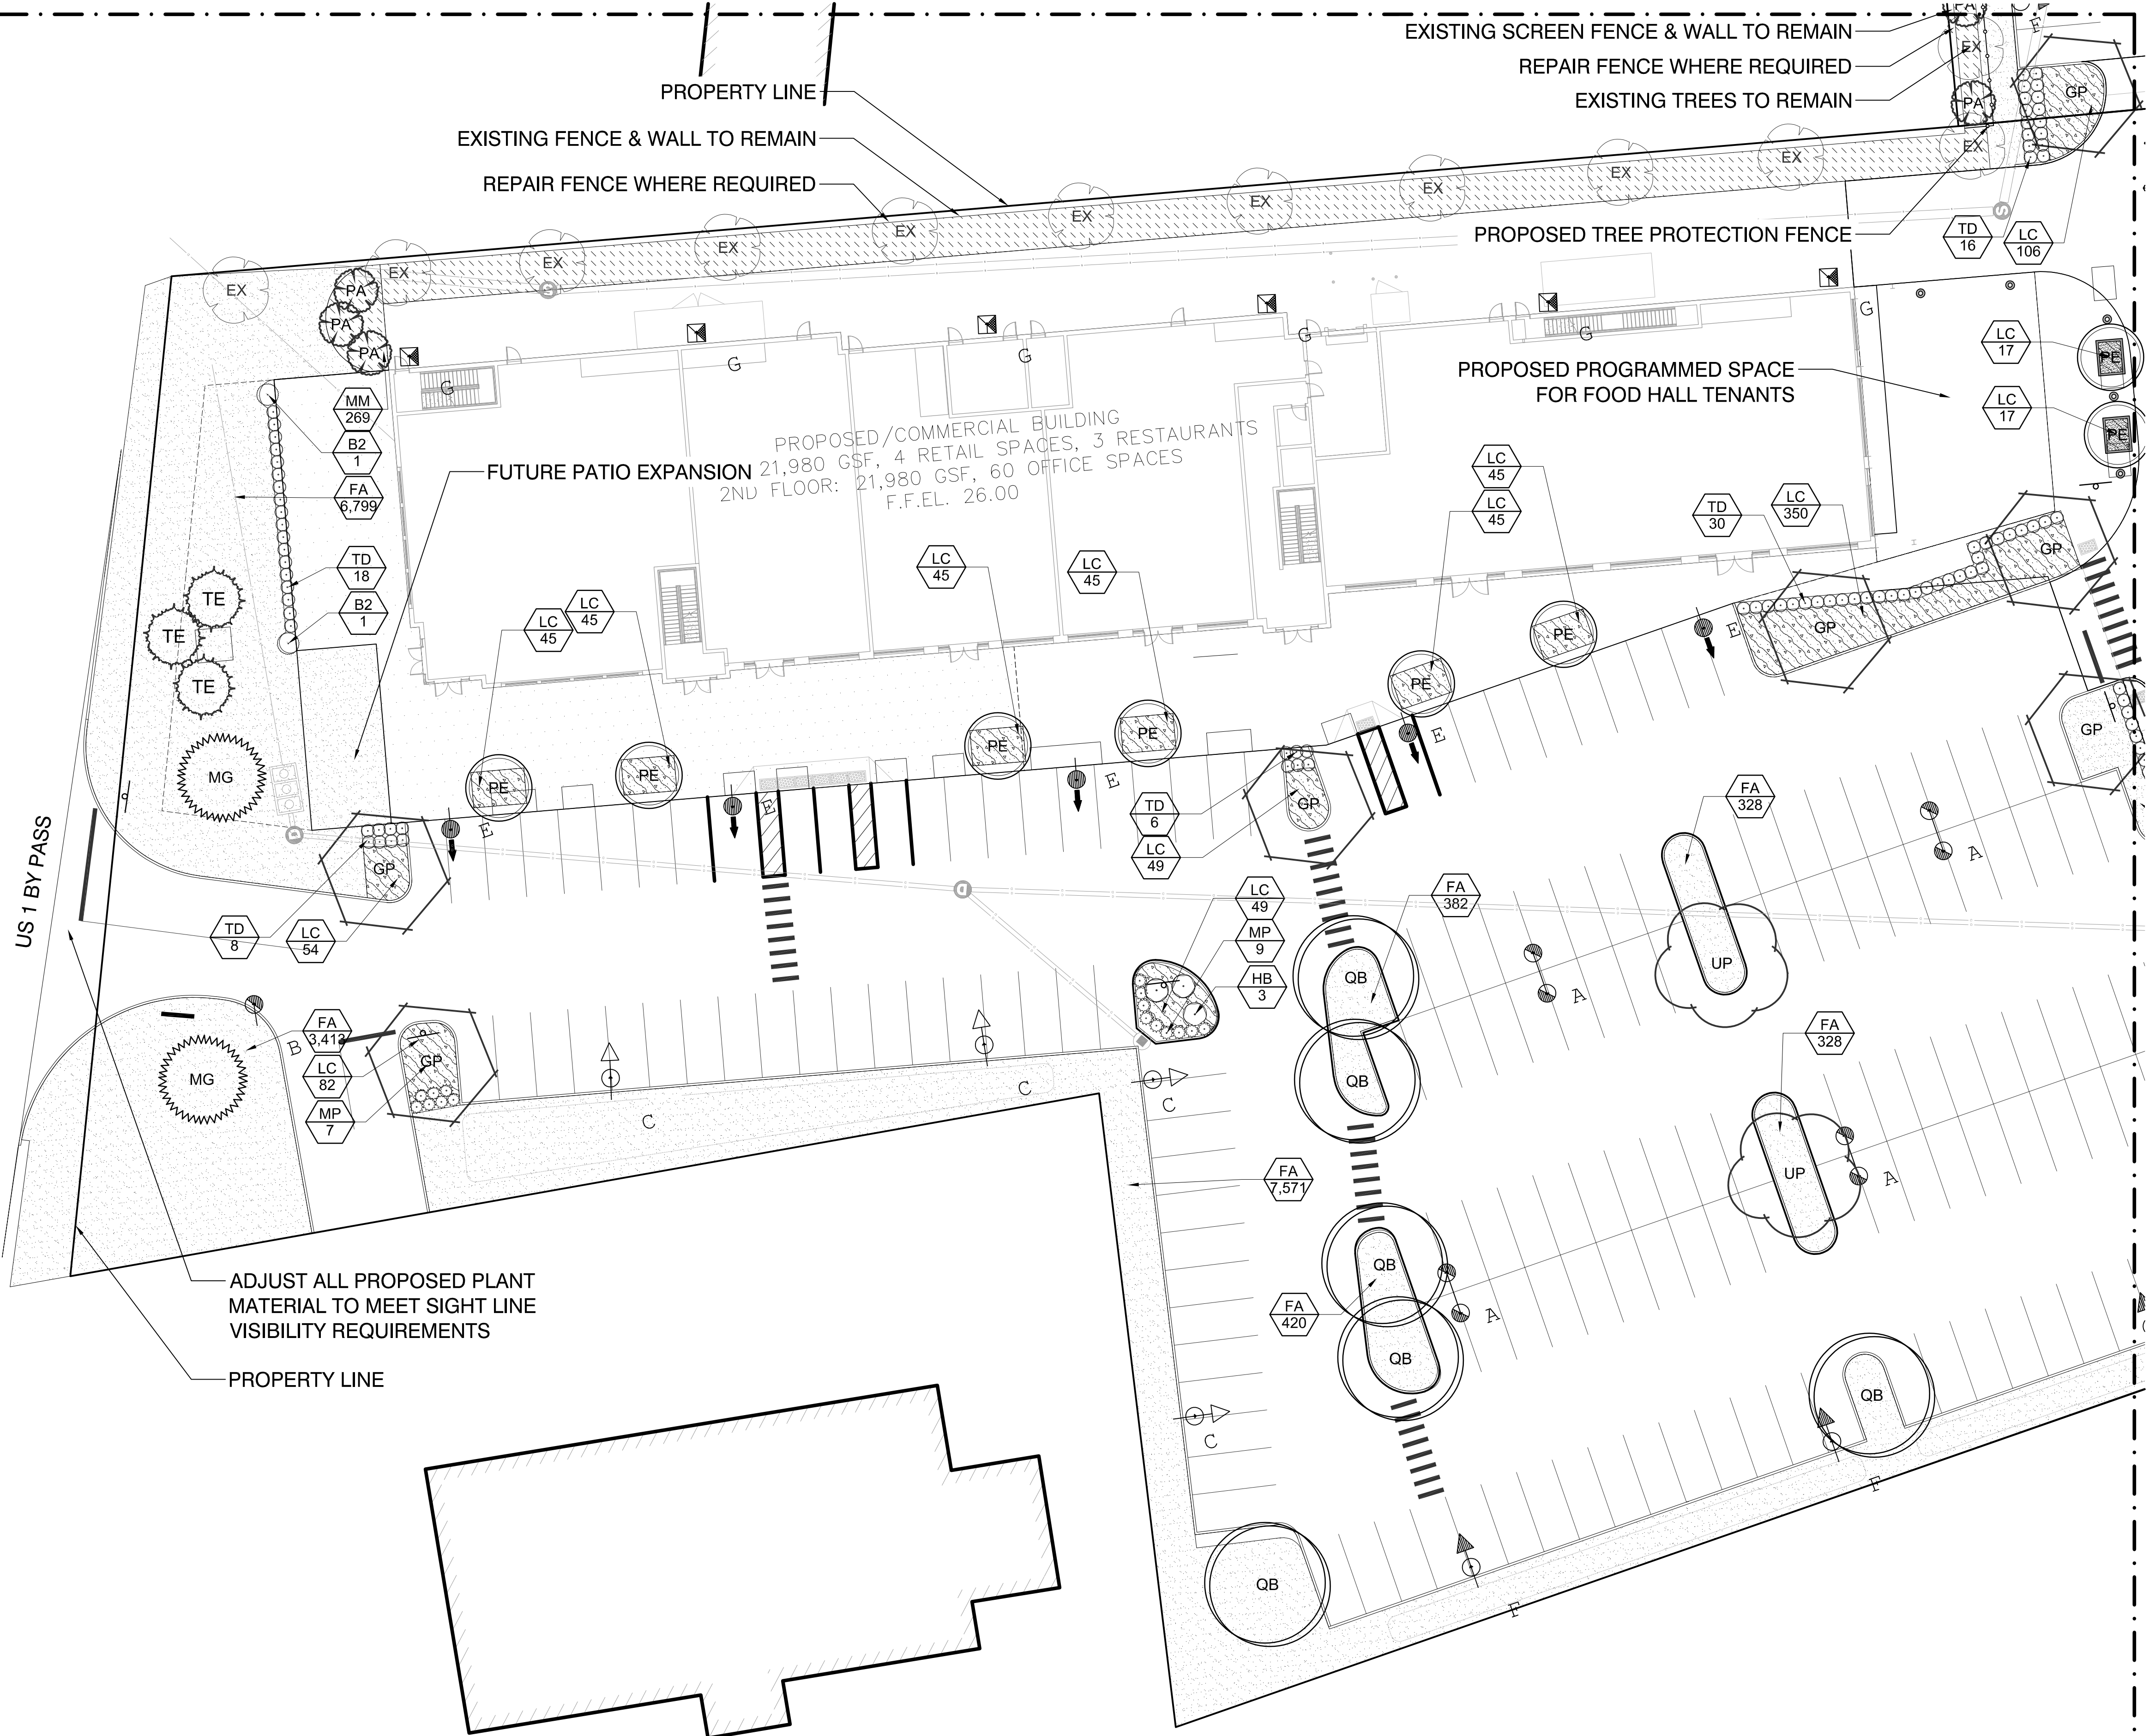 EXISTING SCREEN FENCE & WALL TO REMAIN
REPAIR FENCE WHERE REQUIRED
EXISTING TREES TO REMAIN
PA
EX
F
PA
GP
EX
PROPERTY LINE
EXISTING FENCE & WALL TO REMAIN
REPAIR FENCE WHERE REQUIRED
EX
EX
EX
EX
EX
EX
EX
EX
EX
EX
EX
PROPOSED TREE PROTECTION FENCE
S
TD
16
LC
106
PA
PA
PA
D
G
G
G
G
G
G
LC
17
PE
LC
17
PE
PROPOSED PROGRAMMED SPACE
FOR FOOD HALL TENANTS
MM
269
B2
1
FA
6,799
TD
18
B2
1
PROPOSED/COMMERCIAL BUILDING
21,980 GSF, 4 RETAIL SPACES, 3 RESTAURANTS
2ND FLOOR: 21,980 GSF, 60 OFFICE SPACES
F.F.EL. 26.00
FUTURE PATIO EXPANSION
LC
45
LC
45
TD
30
LC
350
LC
45
LC
45
LC
45
LC
45
TE
TE
TE
MG
GP
GP
GP
PE
PE
PE
PE
PE
PE
E
E
E
E
E
TD
6
LC
49
GP
FA
328
A
UP
US 1 BY PASS
D
GP
TD
8
LC
54
D
LC
49
MP
9
HB
3
FA
382
QB
QB
A
FA
328
UP
A
MG
B
FA
3,413
LC
82
MP
7
GP
C
C
C
FA
7,571
QB
QB
FA
420
A
C
ADJUST ALL PROPOSED PLANT
MATERIAL TO MEET SIGHT LINE
VISIBILITY REQUIREMENTS
PROPERTY LINE
QB
F
QB
F